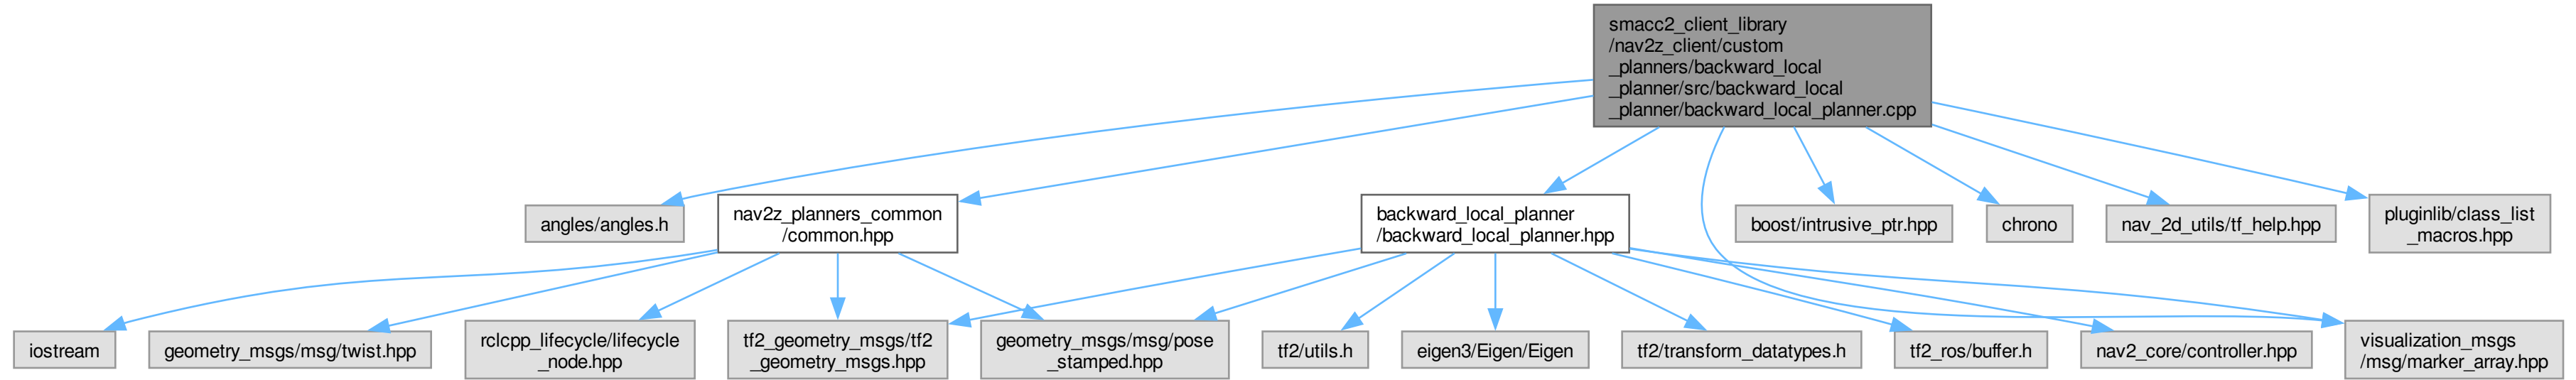 smacc2_client_library
/nav2z_client/custom
_planners/backward_local
_planner/src/backward_local
_planner/backward_local_planner.cpp
angles/angles.h
nav2z_planners_common
/common.hpp
backward_local_planner
/backward_local_planner.hpp
boost/intrusive_ptr.hpp
chrono
nav_2d_utils/tf_help.hpp
pluginlib/class_list
_macros.hpp
iostream
geometry_msgs/msg/twist.hpp
rclcpp_lifecycle/lifecycle
_node.hpp
tf2_geometry_msgs/tf2
_geometry_msgs.hpp
geometry_msgs/msg/pose
_stamped.hpp
tf2/utils.h
eigen3/Eigen/Eigen
tf2/transform_datatypes.h
tf2_ros/buffer.h
nav2_core/controller.hpp
visualization_msgs
/msg/marker_array.hpp